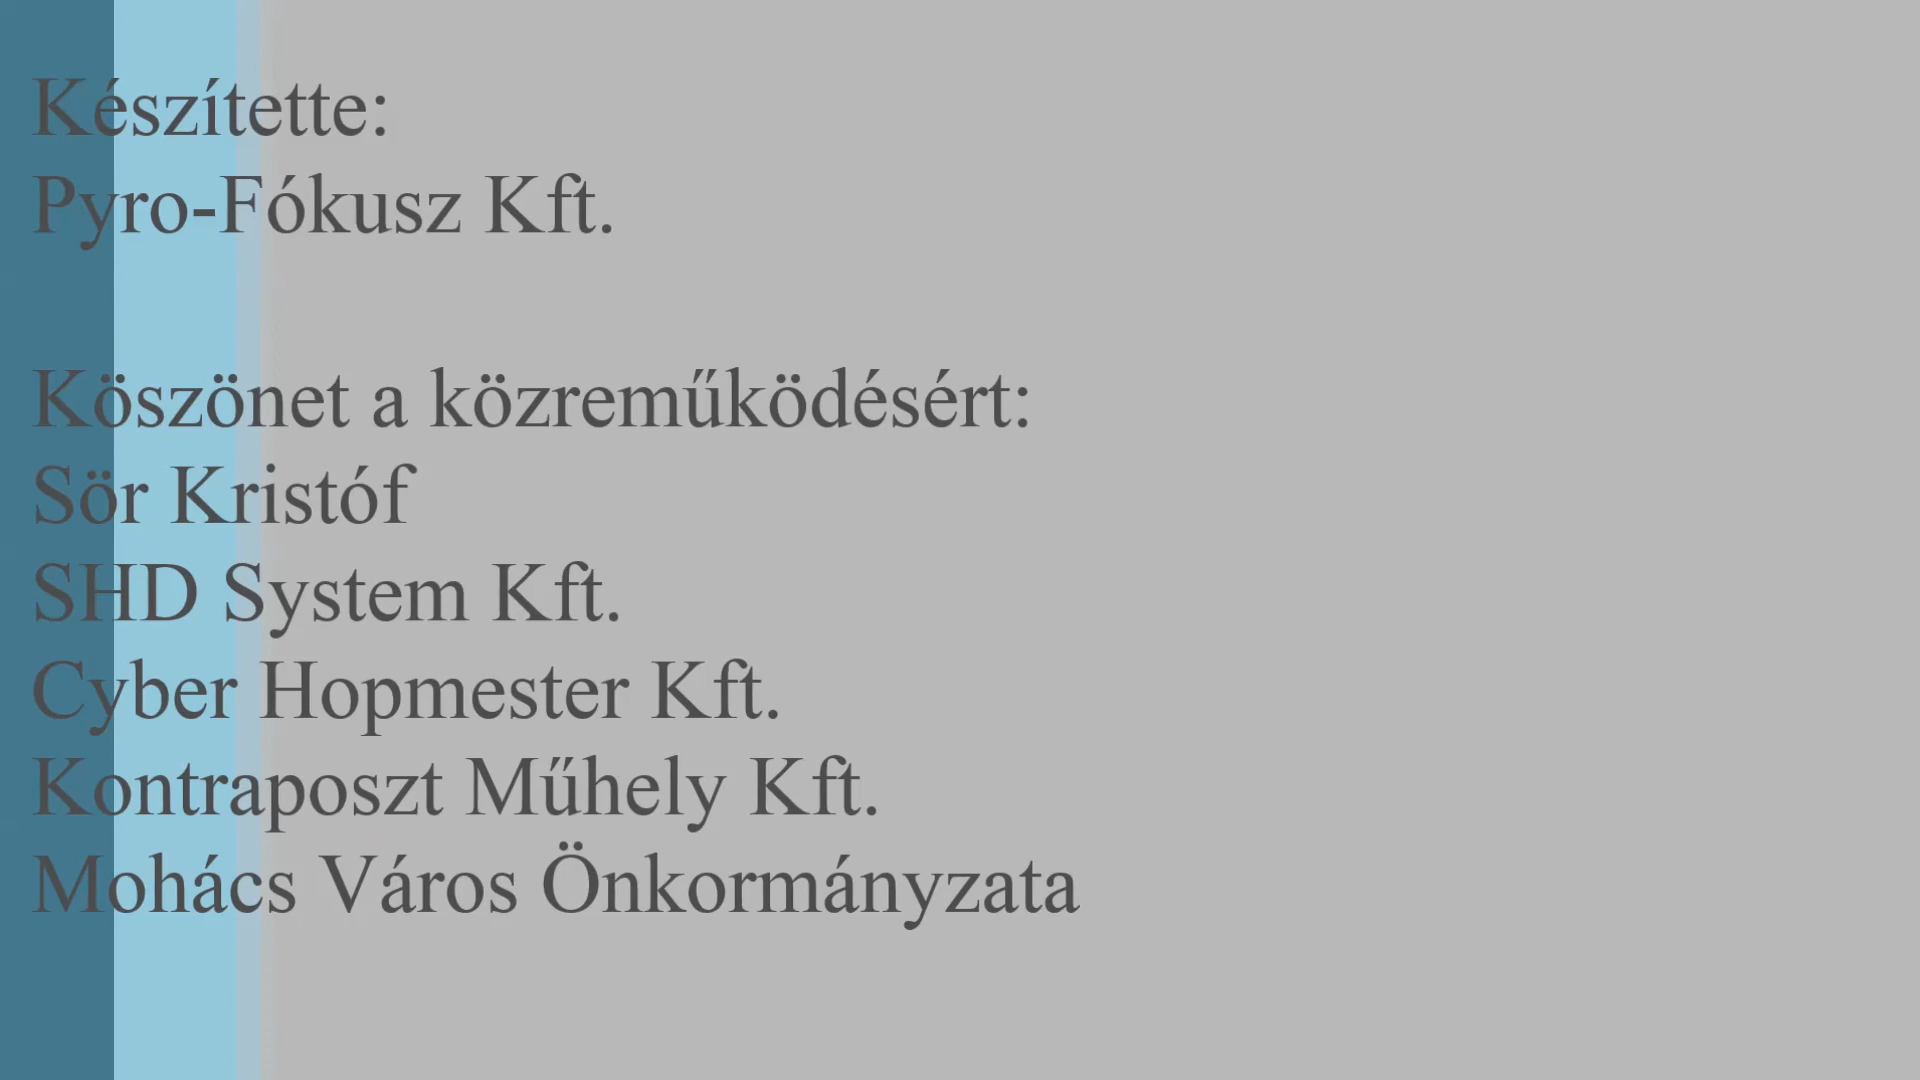 Készítette:
Pyro-Fókusz Kft.
Köszönet a közreműködésért:
Sör Kristóf
SHD System Kft.
Cyber Hopmester Kft.
Kontraposzt Műhely Kft.
Mohács Város Önkormányzata